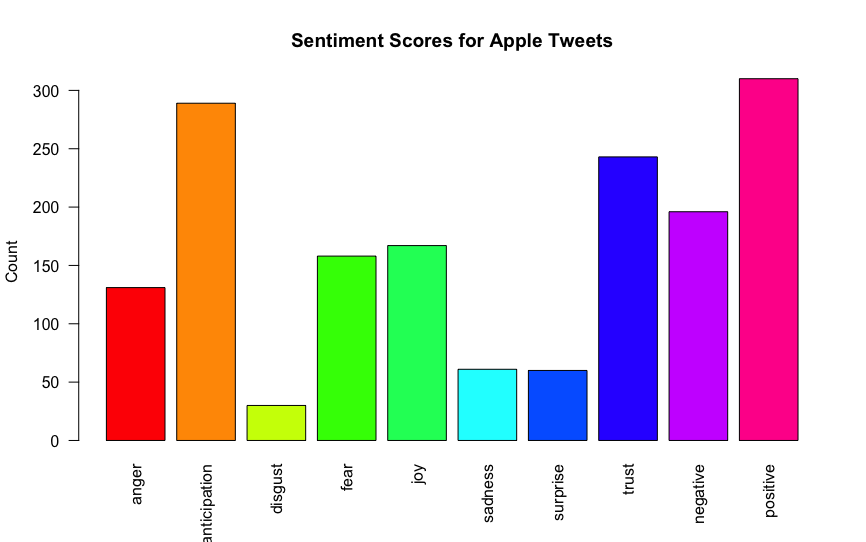 Sentiment Scores for Apple Tweets
Count
300
250
200
150
100
50
0
anger
anticipation
disgust
fear
joy
sadness
surprise
trust
negative
positive